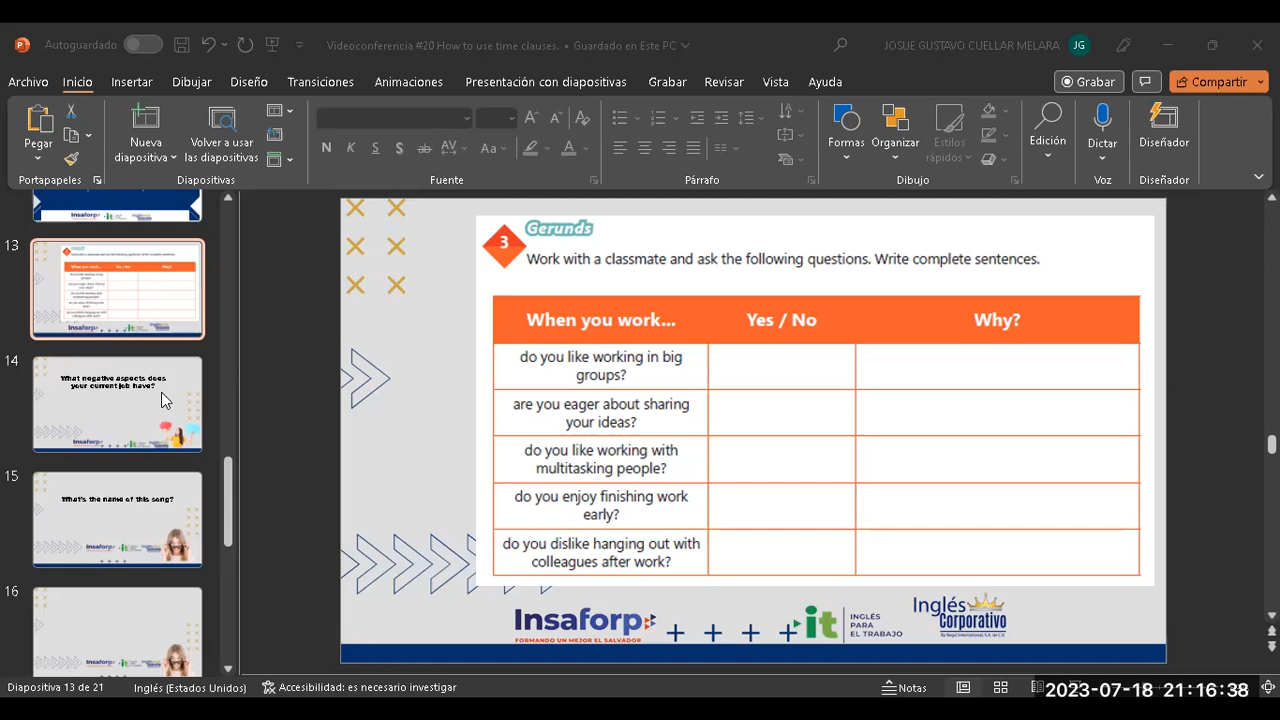 Autoguardado
Videoconferencia #20 How to use time clauses. • Guardado en Este PC
JOSUE GUSTAVO CUELLAR MELARA JG
Archivo Inicio Insertar Dibujar Diseño Transiciones Animaciones Presentación con diapositivas Grabar Revisar Vista Ayuda
Grabar Compartir
Pegar
Nueva diapositiva
Volver a usar las diapositivas
N K S S ab AV Aa A
Formas Organizar Estilos rápidos
Edición Dictar Diseñador
Portapapeles Diapositivas Fuente Párrafo Dibujo Voz Diseñador
13
14
What negative aspects does
your current job have?
15
What's the name of this song?
16
3 Gerunds
Work with a classmate and ask the following questions. Write complete sentences.
When you work... Yes / No Why?
do you like working in big
groups?
are you eager about sharing
your ideas?
do you like working with
multitasking people?
do you enjoy finishing work
early?
do you dislike hanging out with
colleagues after work?
Insaforp
FORMANDO UN MEJOR EL SALVADOR
it INGLÉS
PARA
EL TRABAJO
Inglés
Corporativo
Diapositiva 13 de 21 Inglés (Estados Unidos) Accesibilidad: es necesario investigar Notas
2023-07-18 21:16:38